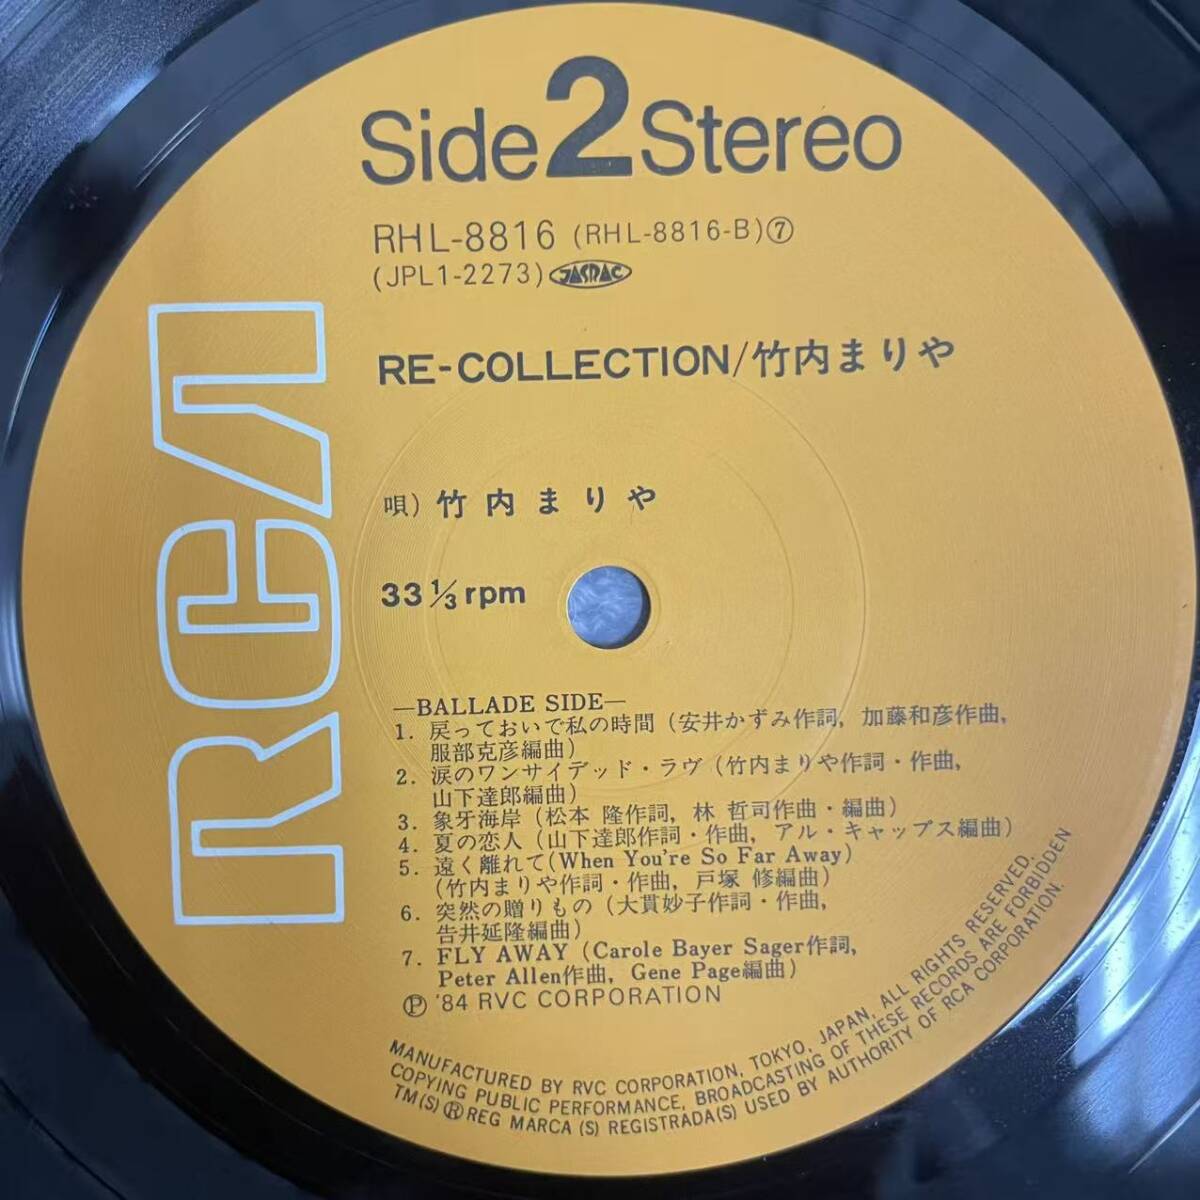 Side 2 Stereo
RHL-8816 (RHL-8816-B)⑦
(JPL1-2273) JASRAC
RE-COLLECTION/竹内まりや
RCA
唄) 竹内まりや
33 1/3 rpm
—BALLADE SIDE—
1. 戻っておいで私の時間 (安井かずみ作詞, 加藤和彦作曲,
服部克彦編曲)
2. 涙のワンサイデッド・ラヴ (竹内まりや作詞・作曲,
山下達郎編曲)
3. 象牙海岸 (松本 隆作詞, 林 哲司作曲・編曲)
4. 夏の恋人 (山下達郎作詞・作曲, アル・キャップス編曲)
5. 遠く離れて(When You're So Far Away)
(竹内まりや作詞・作曲, 戸塚 修編曲)
6. 突然の贈りもの (大貫妙子作詞・作曲,
告井延隆編曲)
7. FLY AWAY (Carole Bayer Sager作詞,
Peter Allen作曲, Gene Page編曲)
Ⓟ '84 RVC CORPORATION
MANUFACTURED BY RVC CORPORATION, TOKYO, JAPAN, ALL RIGHTS RESERVED,
COPYING PUBLIC PERFORMANCE, BROADCASTING OF THESE RECORDS ARE FORBIDDEN
TM(S) ® REG MARCA (S) REGISTRADA(S) USED BY AUTHORITY OF RCA CORPORATION.